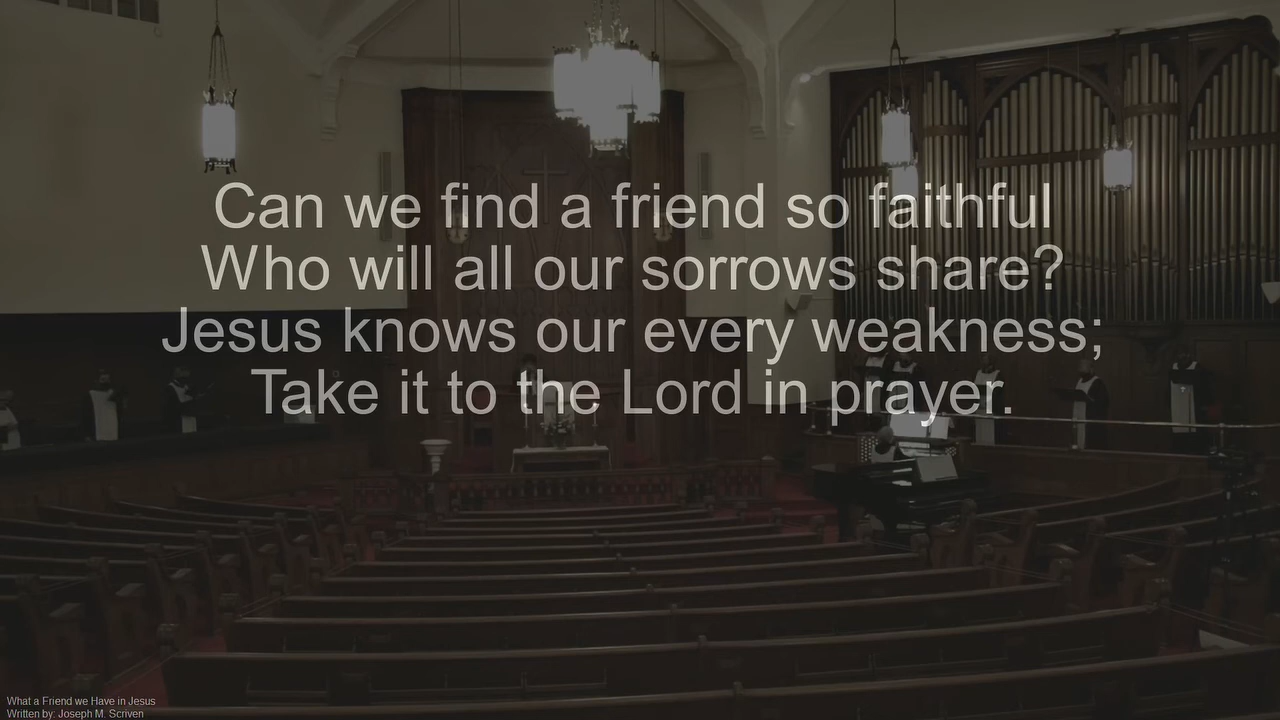 Can we find a friend so faithful
Who will all our sorrows share?
Jesus knows our every weakness;
Take it to the Lord in prayer.
What a Friend we Have in Jesus
Written by: Joseph M. Scriven